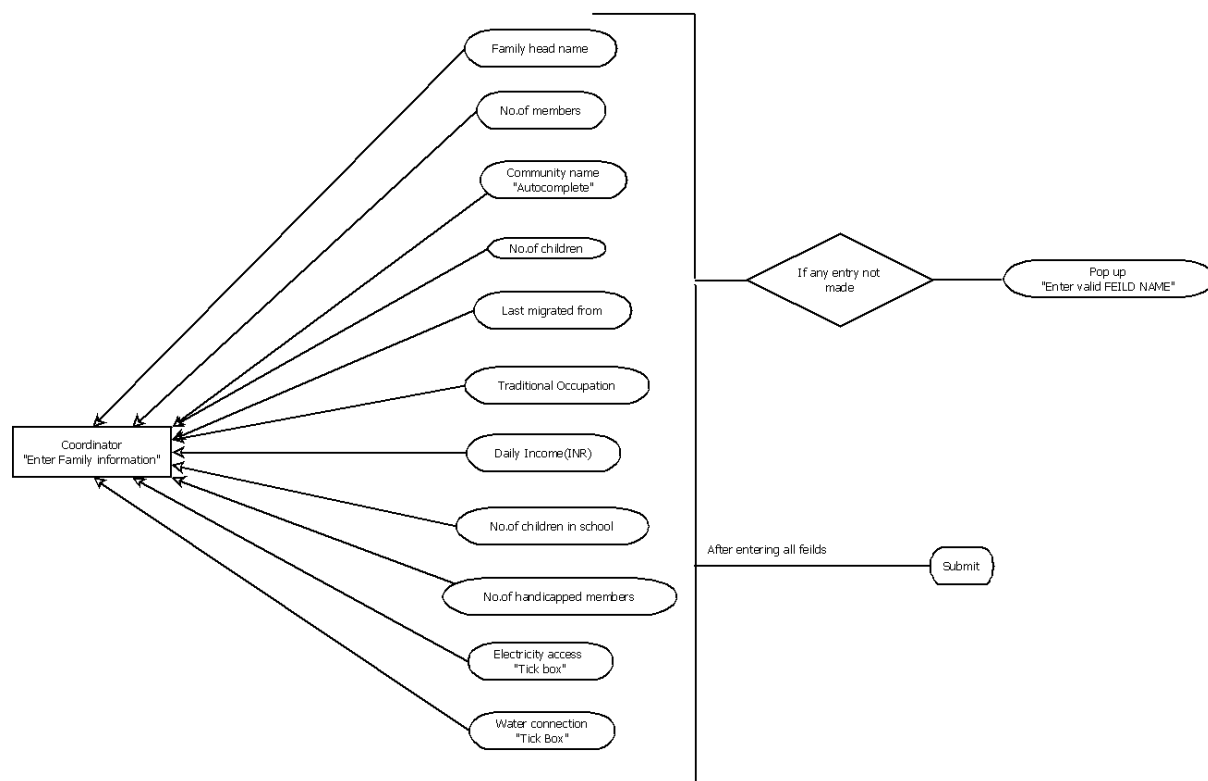 Family head name
No.of members
Community name
"Autocomplete"
No.of children
If any entry not
made
Pop up
"Enter valid FEILD NAME"
Last migrated from
Traditional Occupation
Coordinator
"Enter Family information"
Daily Income(INR)
No.of children in school
After entering all feilds
Submit
No.of handicapped members
Electricity access
"Tick box"
Water connection
"Tick Box"